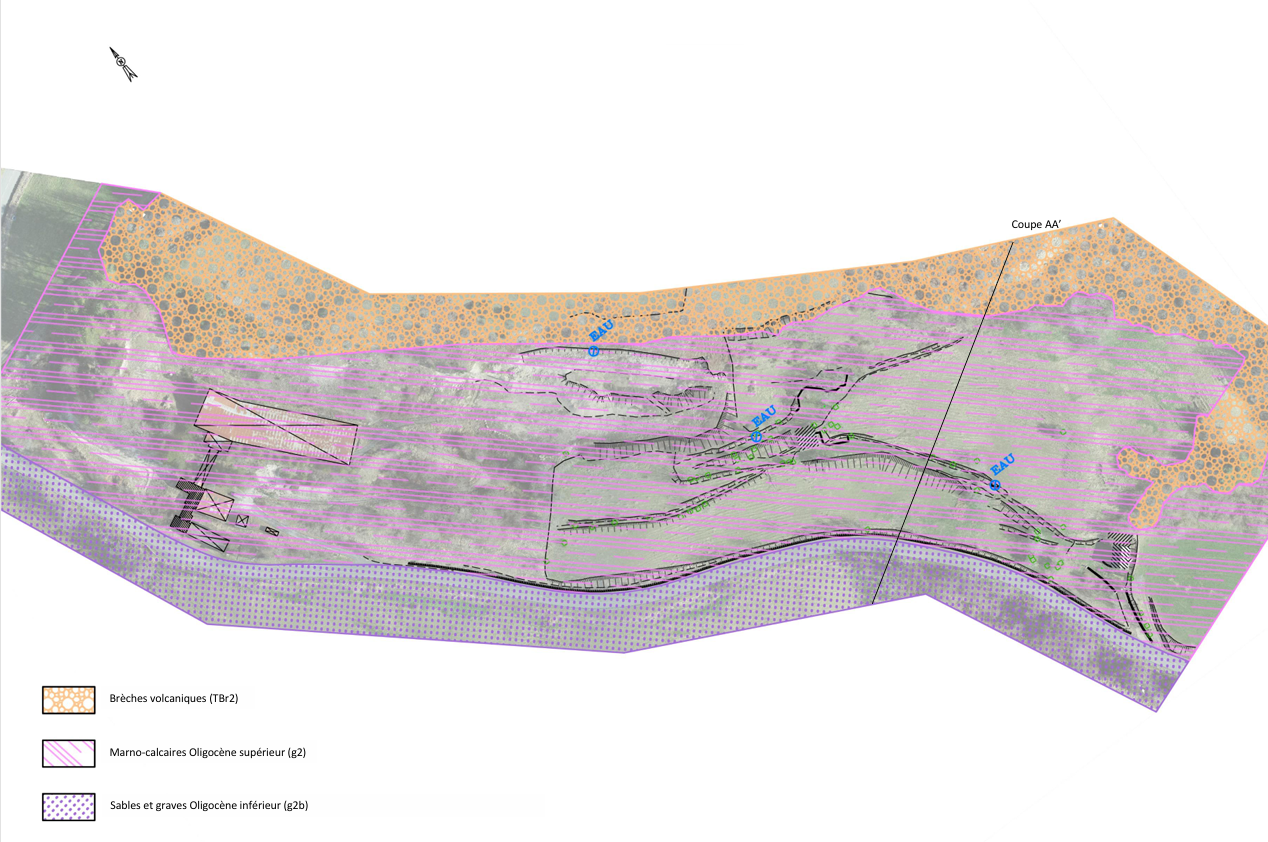 Coupe AA’
EAU
EAU
EAU
Brèches volcaniques (TBr2)
Marno-calcaires Oligocène supérieur (g2)
Sables et graves Oligocène inférieur (g2b)